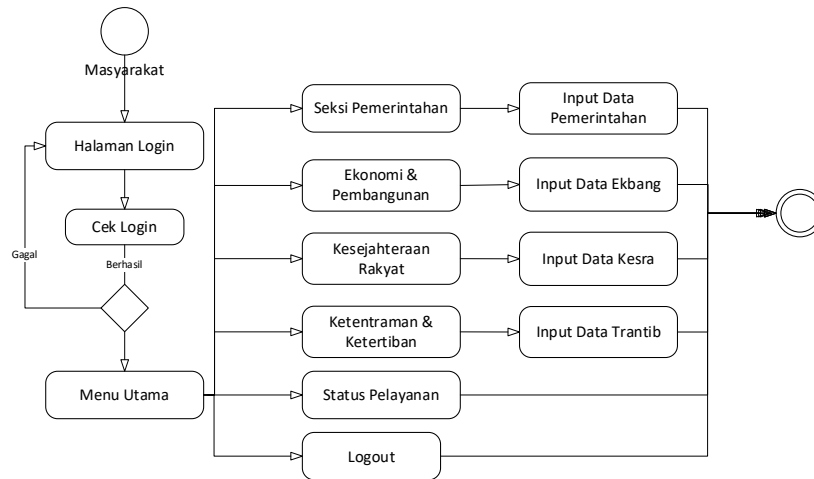 Masyarakat
Halaman Login
Cek Login
Gagal
Berhasil
Menu Utama
Seksi Pemerintahan
Input Data
Pemerintahan
Ekonomi &
Pembangunan
Input Data Ekbang
Kesejahteraan
Rakyat
Input Data Kesra
Ketentraman &
Ketertiban
Input Data Trantib
Status Pelayanan
Logout